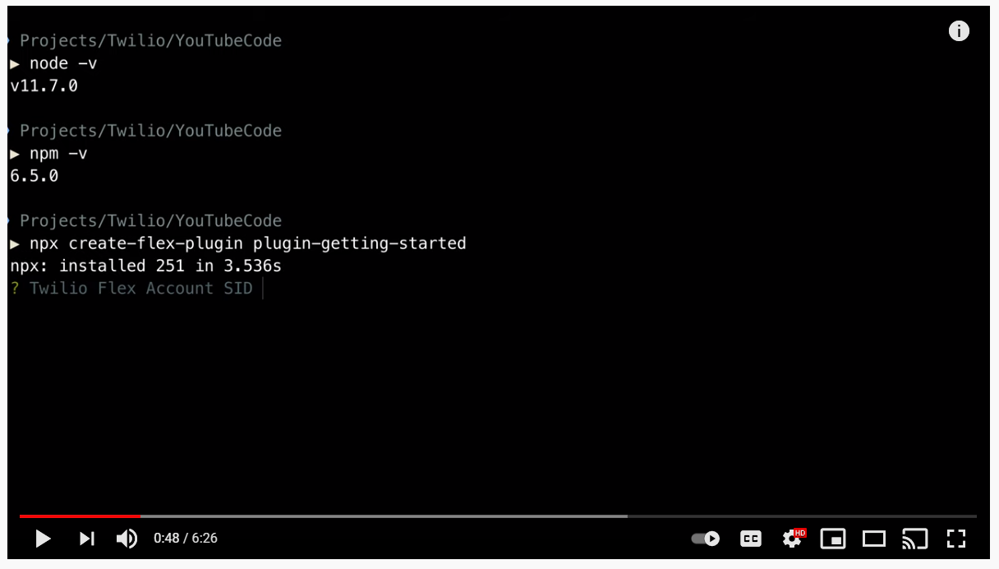 Projects/Twilio/YouTubeCode
▶ node -v
v11.7.0
Projects/Twilio/YouTubeCode
▶ npm -v
6.5.0
Projects/Twilio/YouTubeCode
▶ npx create-flex-plugin plugin-getting-started
npx: installed 251 in 3.536s
? Twilio Flex Account SID
0:48 / 6:26
CC
HD